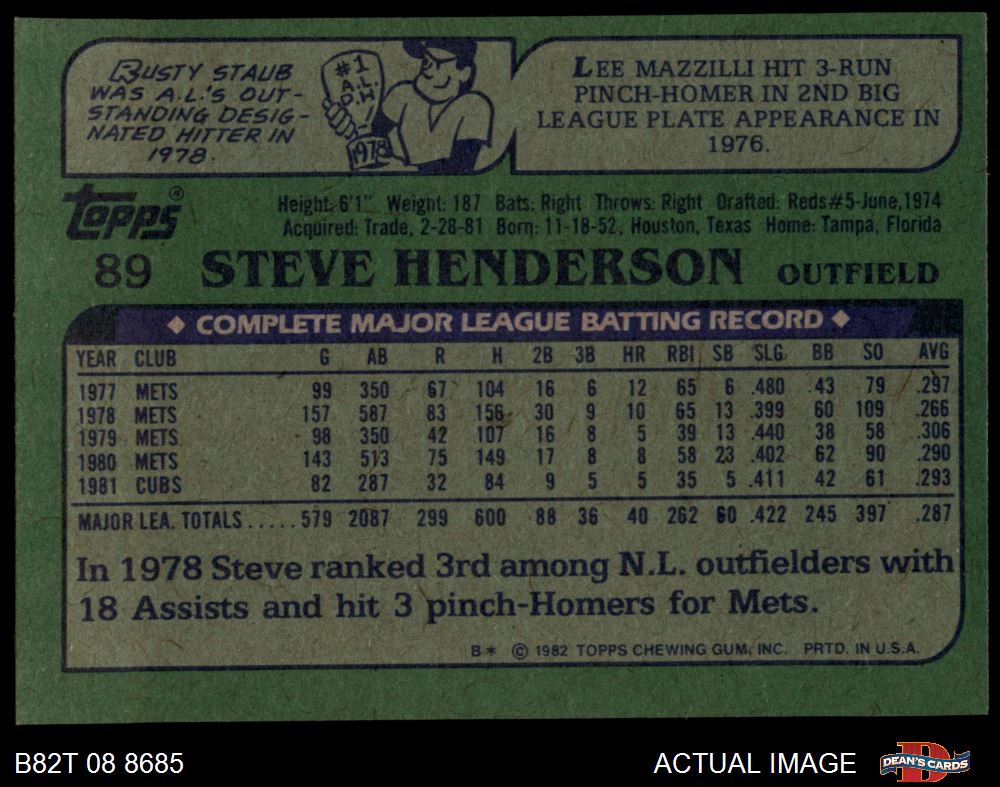 RUSTY STAUB
WAS A.L.'S OUT-
STANDING DESIG-
NATED HITTER IN
1978.
#1
A.L.
D.H.
1978
LEE MAZZILLI HIT 3-RUN
PINCH-HOMER IN 2ND BIG
LEAGUE PLATE APPEARANCE IN
1976.
Topps®
Height: 6'1" Weight: 187 Bats: Right Throws: Right Drafted: Reds#5-June, 1974
Acquired: Trade, 2-28-81 Born: 11-18-52, Houston, Texas Home: Tampa, Florida
89 STEVE HENDERSON OUTFIELD
◆ COMPLETE MAJOR LEAGUE BATTING RECORD ◆
YEAR CLUB G AB R H 2B 3B HR RBI SB SLG BB SO AVG
1977 METS 99 350 67 104 16 6 12 65 6 .480 43 79 .297
1978 METS 157 587 83 156 30 9 10 65 13 .399 60 109 .266
1979 METS 98 350 42 107 16 8 5 39 13 .440 38 58 .306
1980 METS 143 513 75 149 17 8 8 58 23 .402 62 90 .290
1981 CUBS 82 287 32 84 9 5 5 35 5 .411 42 61 .293
MAJOR LEA. TOTALS.....579 2087 299 600 88 36 40 262 60 .422 245 397 .287
In 1978 Steve ranked 3rd among N.L. outfielders with
18 Assists and hit 3 pinch-Homers for Mets.
B* © 1982 TOPPS CHEWING GUM, INC. PRTD. IN U.S.A.
B82T 08 8685 ACTUAL IMAGE DEAN'S CARDS